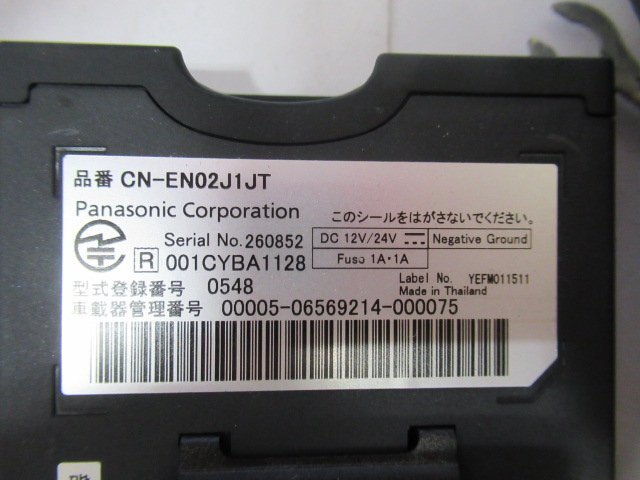 品番 CN-EN02J1JT
Panasonic Corporation
このシールをはがさないでください。
Serial No. 260852
DC 12V/24V Negative Ground
R 001CYBA1128
Fuse 1A・1A
Label No. YEFM011511
Made in Thailand
型式登録番号 0548
車載器管理番号 00005-06569214-000075